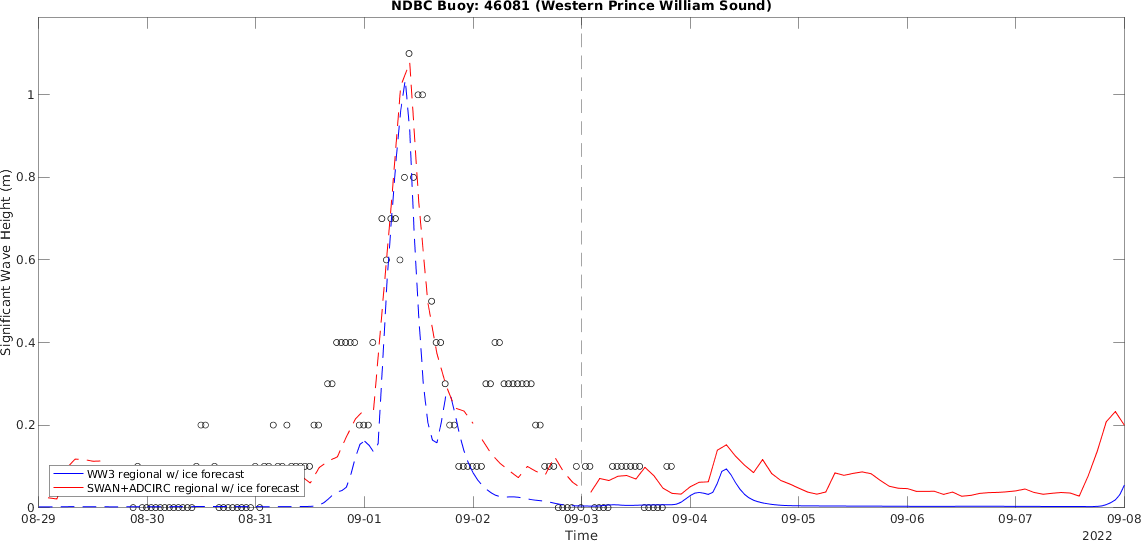 NDBC Buoy: 46081 (Western Prince William Sound)
Significant Wave Height (m)
1
0.8
0.6
0.4
0.2
0
WW3 regional w/ ice forecast
SWAN+ADCIRC regional w/ ice forecast
08-29 08-30 08-31 09-01 09-02 09-03 09-04 09-05 09-06 09-07 09-08
Time
2022